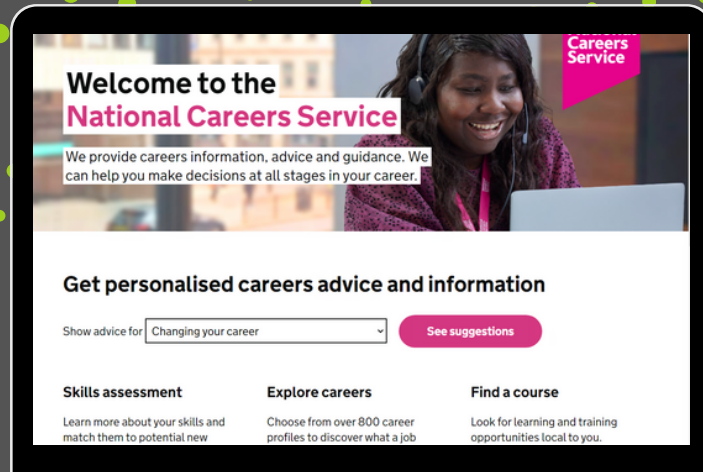 Careers
Service
Welcome to the
National Careers Service
We provide careers information, advice and guidance. We
can help you make decisions at all stages in your career.
Get personalised careers advice and information
Show advice for Changing your career See suggestions
Skills assessment
Learn more about your skills and
match them to potential new
Explore careers
Choose from over 800 career
profiles to discover what a job
Find a course
Look for learning and training
opportunities local to you.